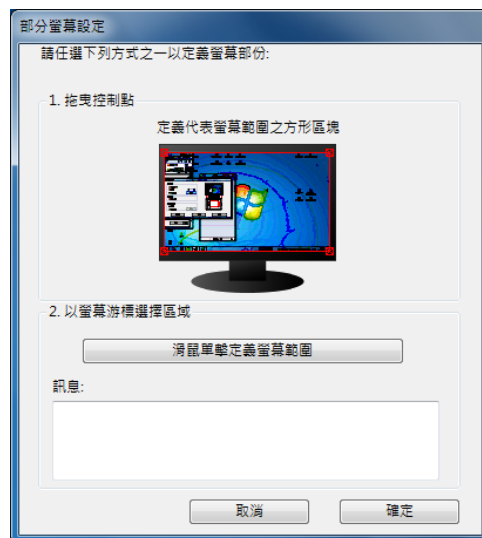 部分螢幕設定
請任選下列方式之一以定義螢幕部份:
1. 拖曳控制點
定義代表螢幕範圍之方形區塊
2. 以螢幕游標選擇區域
滑鼠單擊定義螢幕範圍
訊息:
取消
確定